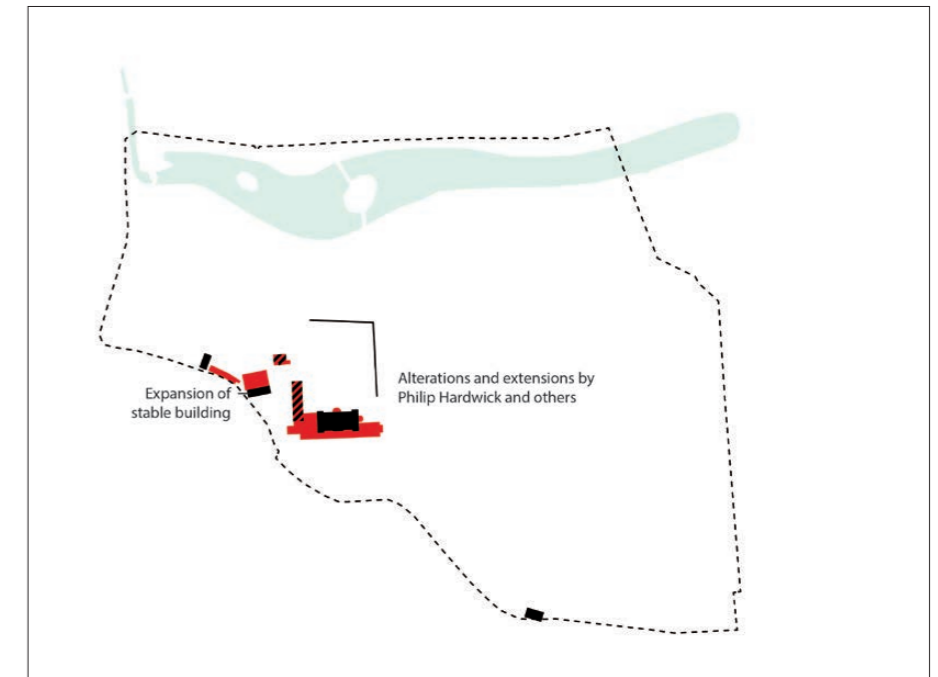 Expansion of
stable building
Alterations and extensions by
Philip Hardwick and others